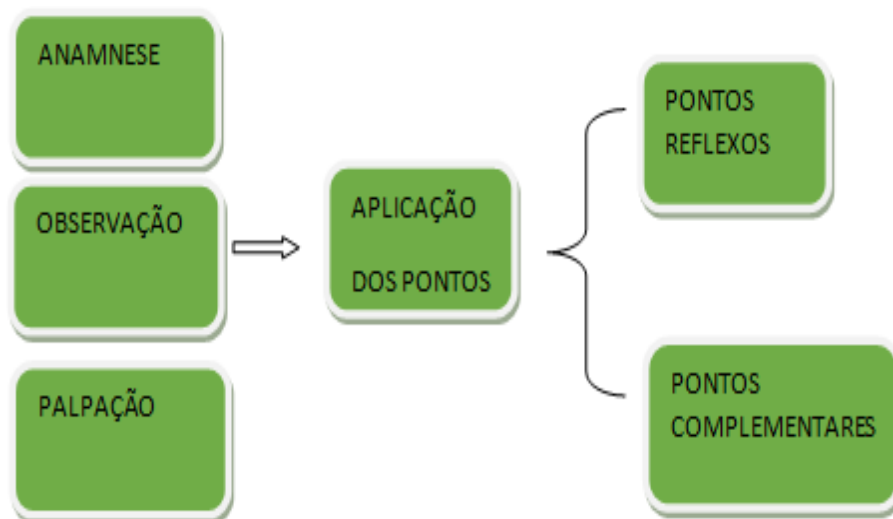 ANAMNESE
OBSERVAÇÃO
PALPAÇÃO
APLICAÇÃO
DOS PONTOS
PONTOS
REFLEXOS
PONTOS
COMPLEMENTARES